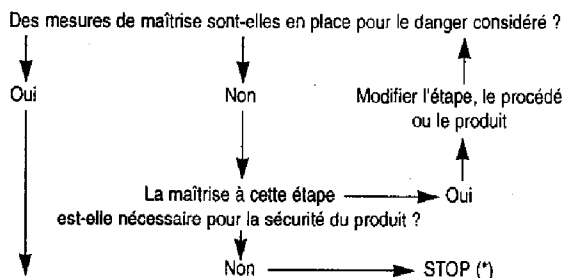 Des mesures de maîtrise sont-elles en place pour le danger considéré ?
Oui
Non
Modifier l'étape, le procédé
ou le produit
La maîtrise à cette étape
est-elle nécessaire pour la sécurité du produit ?
Oui
Non
STOP (*)